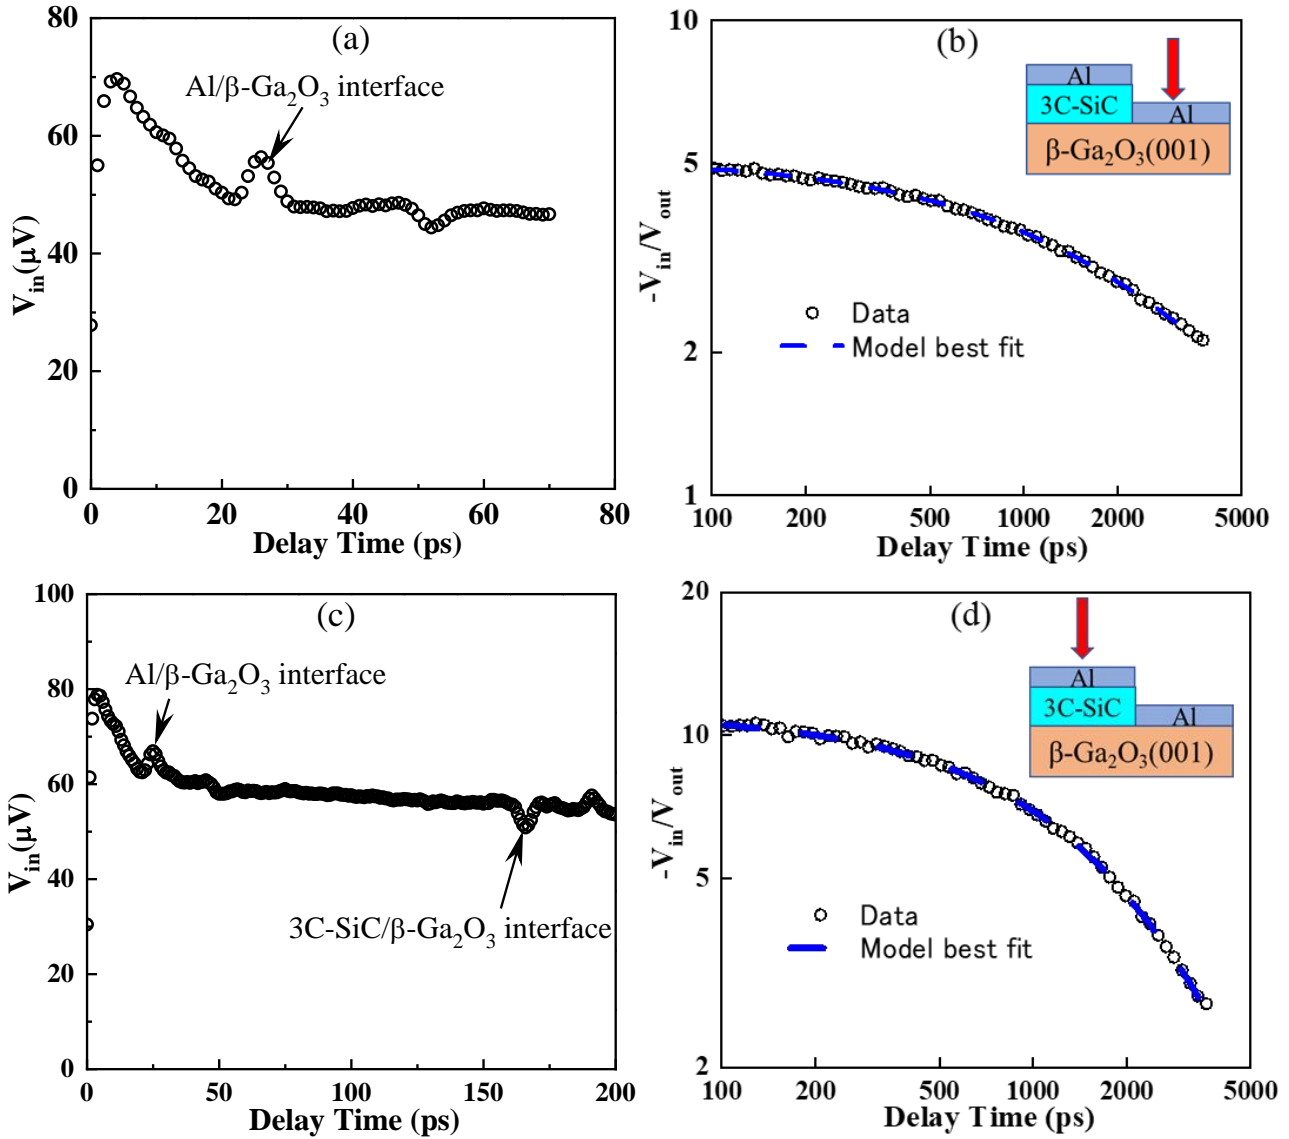 (a)
Al/β-Ga₂O₃ interface
80
60
40
20
0
V_in(μV)
0 20 40 60 80
Delay Time (ps)
(b)
Al
3C-SiC
Al
β-Ga₂O₃(001)
10
5
2
1
-V_in/V_out
Data
Model best fit
100 200 500 1000 2000 5000
Delay Time (ps)
(c)
Al/β-Ga₂O₃ interface
3C-SiC/β-Ga₂O₃ interface
100
80
60
40
20
0
V_in(μV)
0 50 100 150 200
Delay Time (ps)
(d)
Al
3C-SiC
Al
β-Ga₂O₃(001)
20
10
5
2
-V_in/V_out
Data
Model best fit
100 200 500 1000 2000 5000
Delay Time (ps)